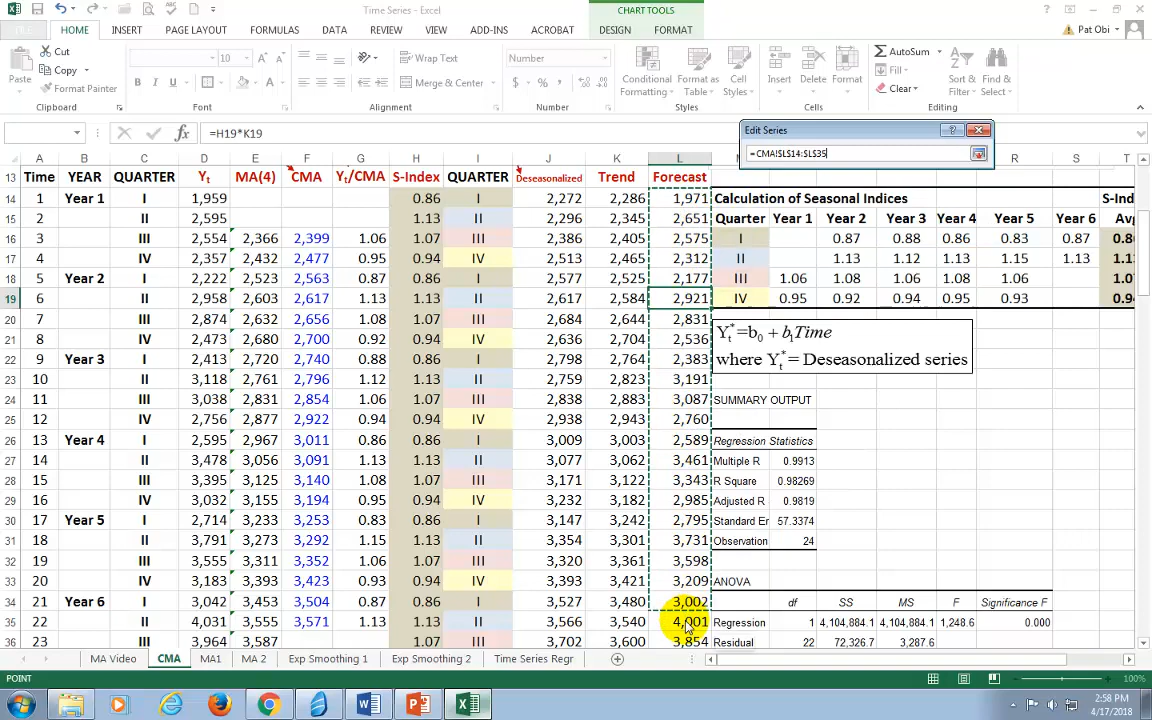 Time Series - Excel
CHART TOOLS
FILE HOME INSERT PAGE LAYOUT FORMULAS DATA REVIEW VIEW ADD-INS ACROBAT DESIGN FORMAT Pat Obi
Cut
Copy
Format Painter
Paste
10
Wrap Text
Merge & Center
Number
Conditional Formatting
Format as Table
Cell Styles
Insert Delete Format
AutoSum
Fill
Clear
Sort & Filter
Find & Select
Clipboard Font Alignment Number Styles Cells Editing
=H19*K19
Edit Series
=CMA!$L$14:$L$35
A B C D E F G H I J K L R S T
13 Time YEAR QUARTER Yt MA(4) CMA Yt/CMA S-Index QUARTER Deseasonalized Trend Forecast
14 1 Year 1 I 1,959 0.86 I 2,272 2,286 1,971 Calculation of Seasonal Indices S-Ind
15 2 II 2,595 1.13 II 2,296 2,345 2,651 Quarter Year 1 Year 2 Year 3 Year 4 Year 5 Year 6 Avg
16 3 III 2,554 2,366 2,399 1.06 1.07 III 2,386 2,405 2,575 I 0.87 0.88 0.86 0.83 0.87 0.86
17 4 IV 2,357 2,432 2,477 0.95 0.94 IV 2,513 2,465 2,312 II 1.13 1.12 1.13 1.15 1.13 1.13
18 5 Year 2 I 2,222 2,523 2,563 0.87 0.86 I 2,577 2,525 2,177 III 1.06 1.08 1.06 1.08 1.06 1.07
19 6 II 2,958 2,603 2,617 1.13 1.13 II 2,617 2,584 2,921 IV 0.95 0.92 0.94 0.95 0.93 0.94
20 7 III 2,874 2,632 2,656 1.08 1.07 III 2,684 2,644 2,831
21 8 IV 2,473 2,680 2,700 0.92 0.94 IV 2,636 2,704 2,536 Yt*=b0 + b1Time
22 9 Year 3 I 2,413 2,720 2,740 0.88 0.86 I 2,798 2,764 2,383 where Yt*= Deseasonalized series
23 10 II 3,118 2,761 2,796 1.12 1.13 II 2,759 2,823 3,191
24 11 III 3,038 2,831 2,854 1.06 1.07 III 2,838 2,883 3,087 SUMMARY OUTPUT
25 12 IV 2,756 2,877 2,922 0.94 0.94 IV 2,938 2,943 2,760
26 13 Year 4 I 2,595 2,967 3,011 0.86 0.86 I 3,009 3,003 2,589 Regression Statistics
27 14 II 3,478 3,056 3,091 1.13 1.13 II 3,077 3,062 3,461 Multiple R 0.9913
28 15 III 3,395 3,125 3,140 1.08 1.07 III 3,171 3,122 3,343 R Square 0.98269
29 16 IV 3,032 3,155 3,194 0.95 0.94 IV 3,232 3,182 2,985 Adjusted R 0.9819
30 17 Year 5 I 2,714 3,233 3,253 0.83 0.86 I 3,147 3,242 2,795 Standard Er 57.3374
31 18 II 3,791 3,273 3,292 1.15 1.13 II 3,354 3,301 3,731 Observation 24
32 19 III 3,555 3,311 3,352 1.06 1.07 III 3,320 3,361 3,598
33 20 IV 3,183 3,393 3,423 0.93 0.94 IV 3,393 3,421 3,209 ANOVA
34 21 Year 6 I 3,042 3,453 3,504 0.87 0.86 I 3,527 3,480 3,002 df SS MS F Significance F
35 22 II 4,031 3,555 3,571 1.13 1.13 II 3,566 3,540 4,001 Regression 1 4,104,884.1 4,104,884.1 1,248.6 0.000
36 23 III 3,964 3,587 1.07 III 3,702 3,600 3,854 Residual 22 72,326.7 3,287.6
MA Video CMA MA1 MA 2 Exp Smoothing 1 Exp Smoothing 2 Time Series Regr
POINT 100%
2:58 PM
4/17/2018